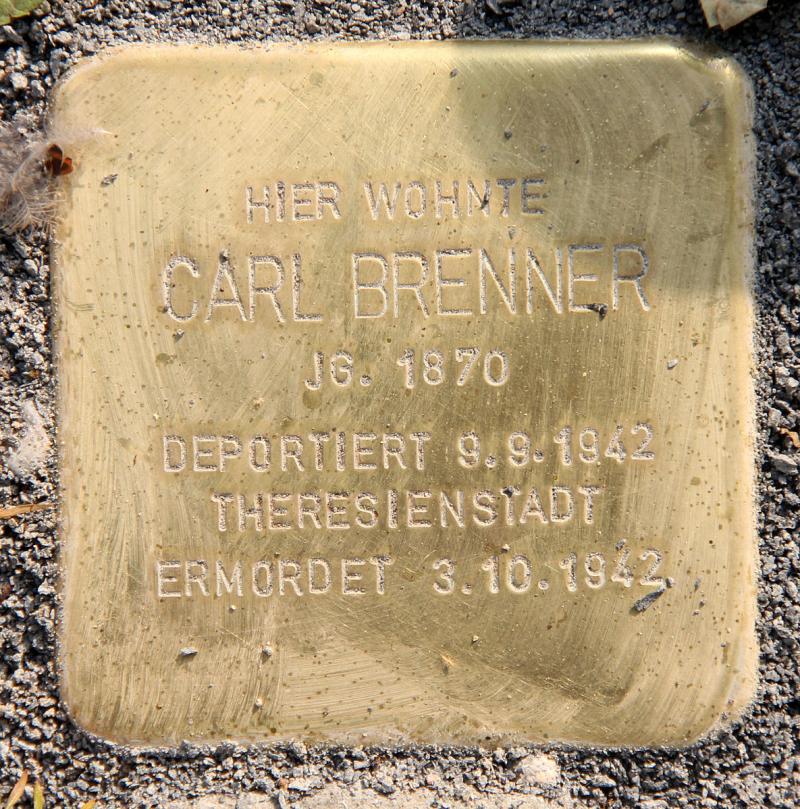 HIER WOHNTE
CARL BRENNER
JG. 1870
DEPORTIERT 9.9.1942
THERESIENSTADT
ERMORDET 3.10.1942